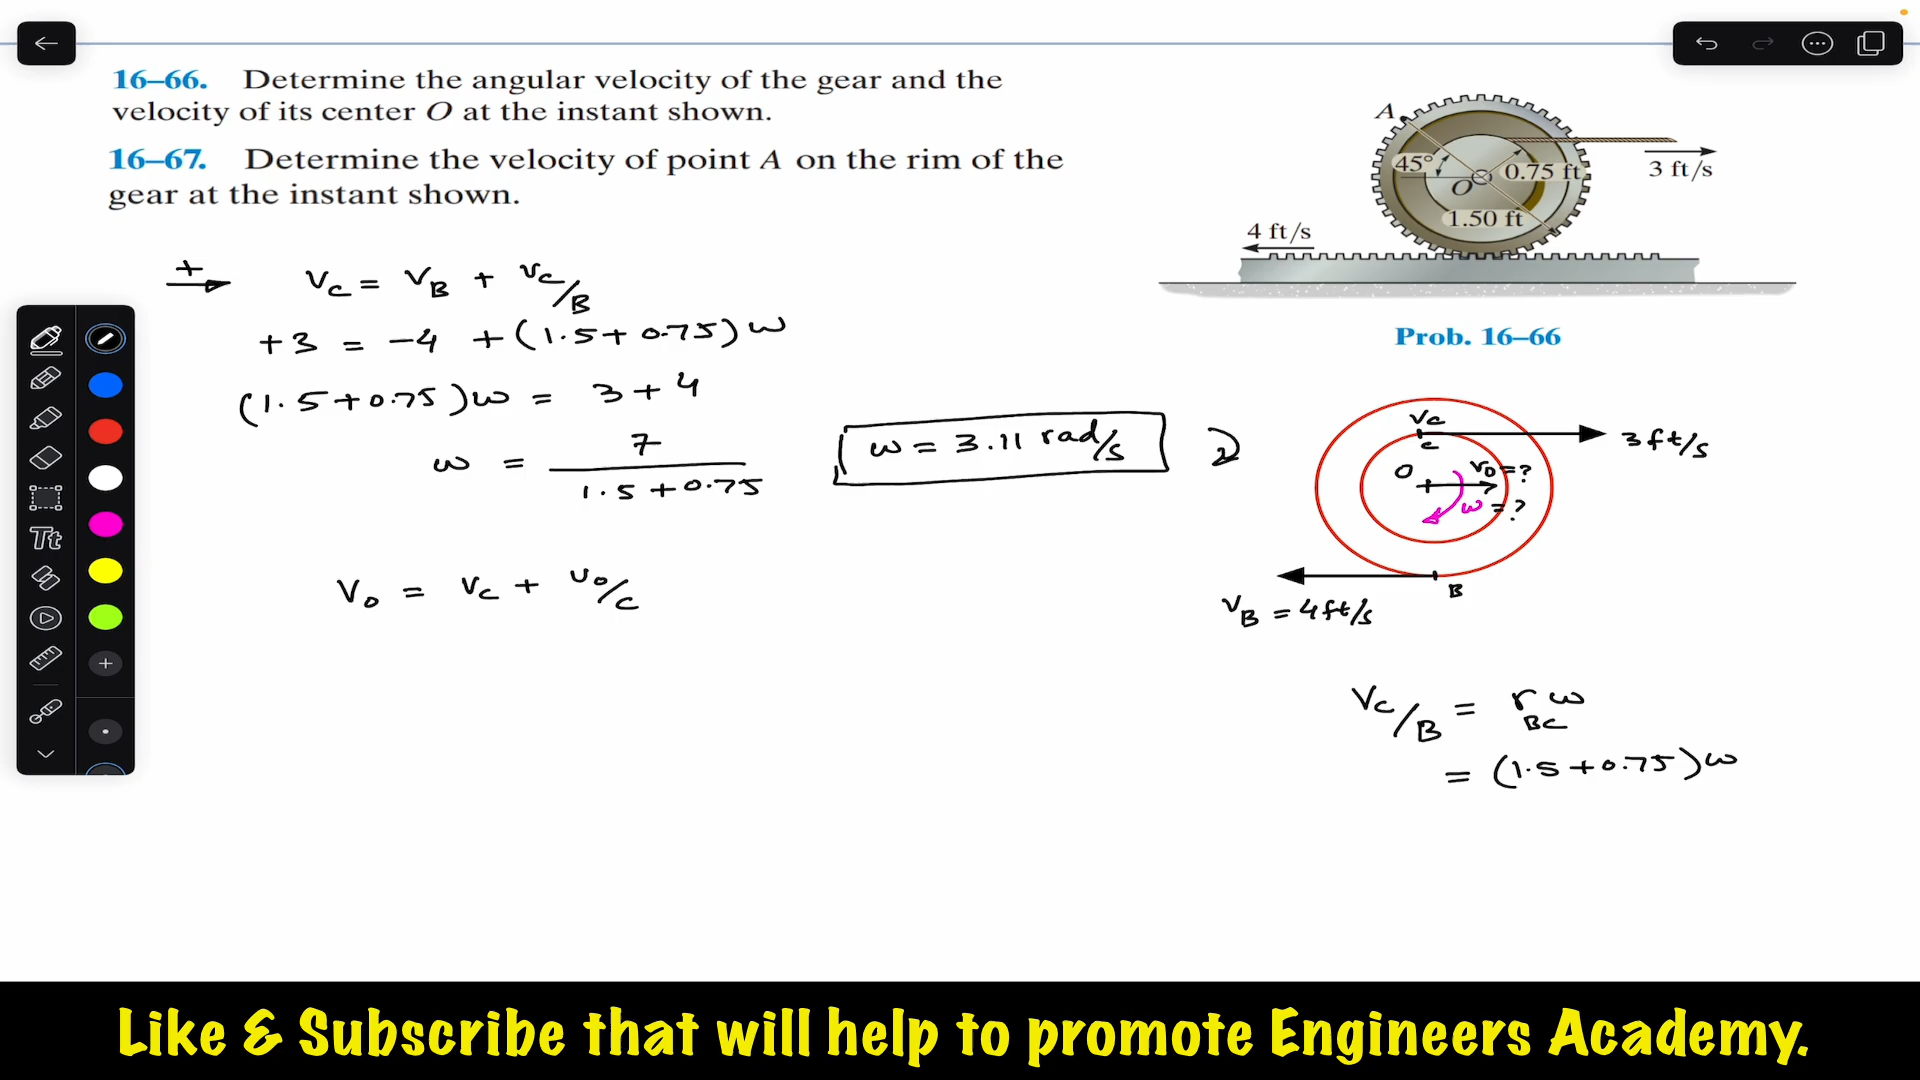 16–66. Determine the angular velocity of the gear and the
velocity of its center O at the instant shown.
16–67. Determine the velocity of point A on the rim of the
gear at the instant shown.
A
45°
O
0.75 ft
1.50 ft
3 ft/s
4 ft/s
Prob. 16–66
+
Vc = VB + Vc/B
+3 = -4 + (1.5+0.75)ω
(1.5+0.75)ω = 3+4
ω = 7/(1.5+0.75)
ω = 3.11 rad/s
Vo = Vc + Vo/c
Vc
c
3ft/s
O
Vo=?
ω=?
B
VB = 4ft/s
Vc/B = rBC ω
= (1.5+0.75)ω
Tt
Like & Subscribe that will help to promote Engineers Academy.